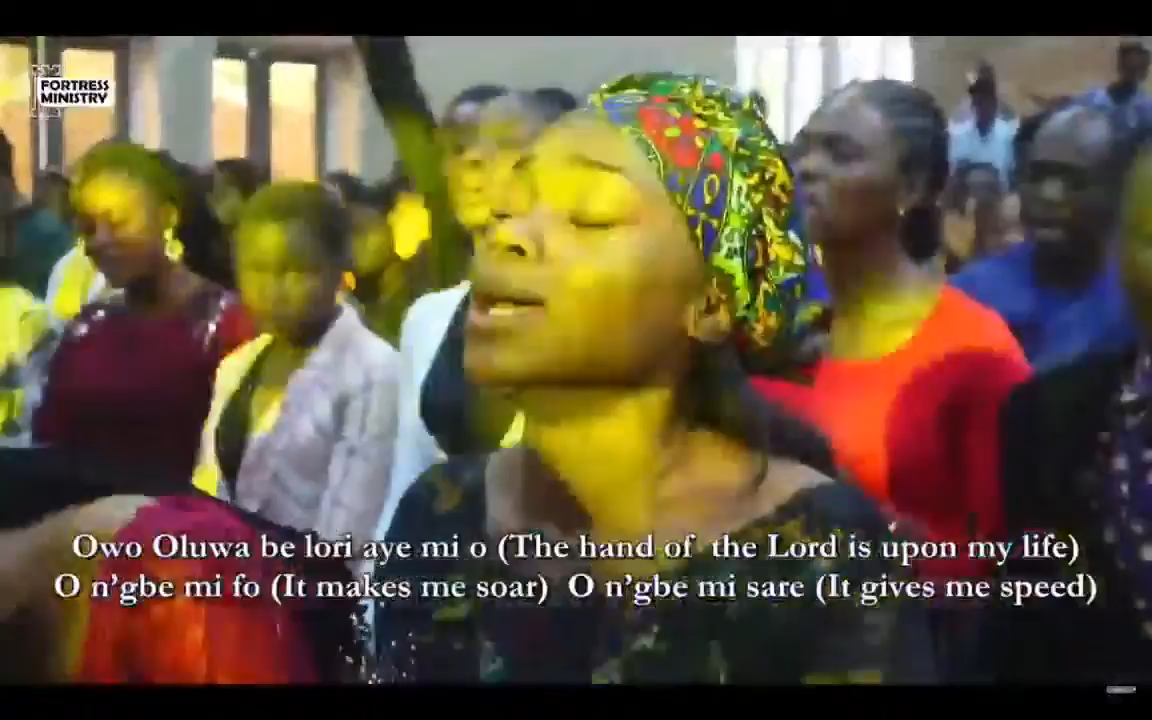 FORTRESS
MINISTRY
Owo Oluwa be lori aye mi o (The hand of the Lord is upon my life)
O n'gbe mi fo (It makes me soar) O n'gbe mi sare (It gives me speed)